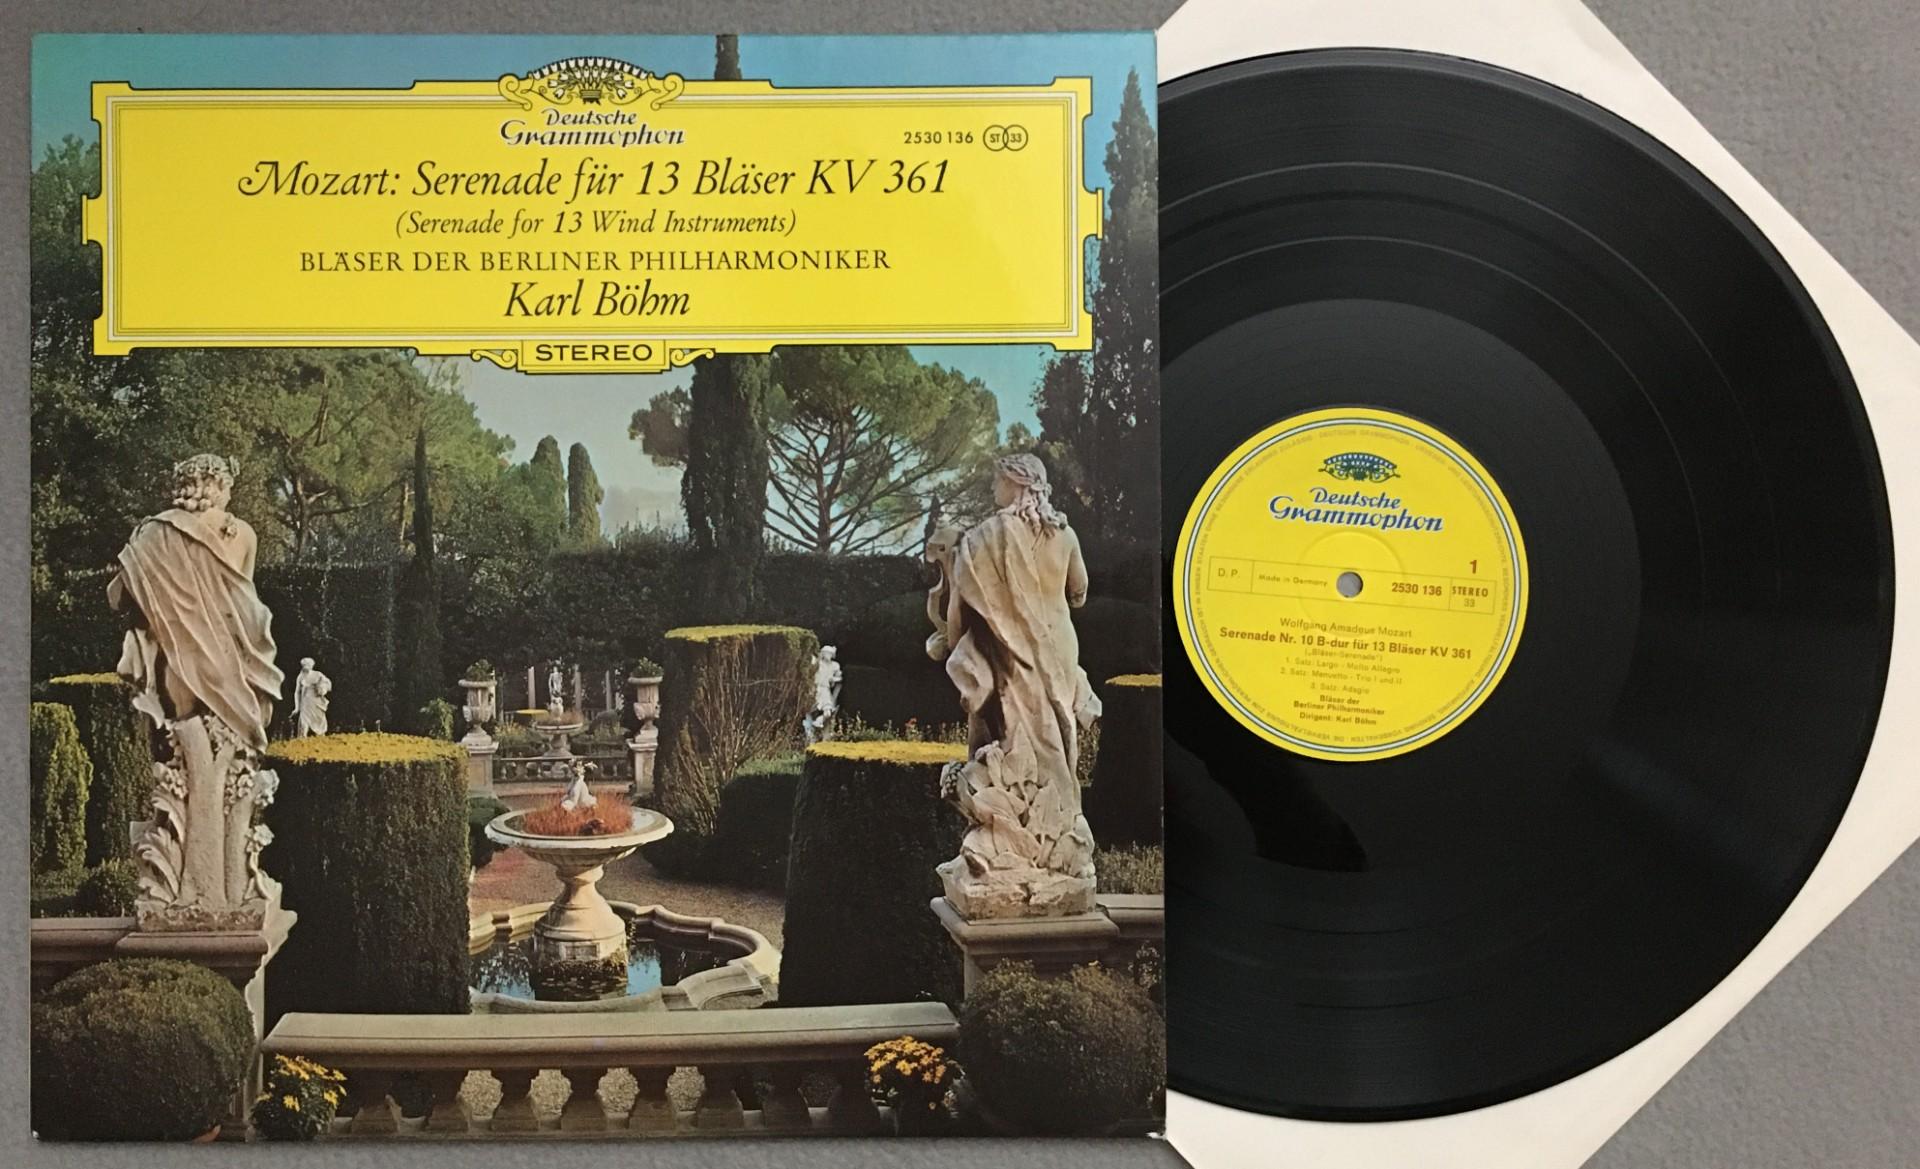 Deutsche
Grammophon
2530 136 ST 33
Mozart: Serenade für 13 Bläser KV 361
(Serenade for 13 Wind Instruments)
BLÄSER DER BERLINER PHILHARMONIKER
Karl Böhm
STEREO
Deutsche
Grammophon
1
D.P. Made in Germany 2530 136 STEREO
33
Wolfgang Amadeus Mozart
Serenade Nr. 10 B-dur für 13 Bläser KV 361
(„Bläser-Serenade")
1. Satz: Largo - Molto Allegro
2. Satz: Menuetto - Trio I und II
3. Satz: Adagio
Bläser der
Berliner Philharmoniker
Dirigent: Karl Böhm